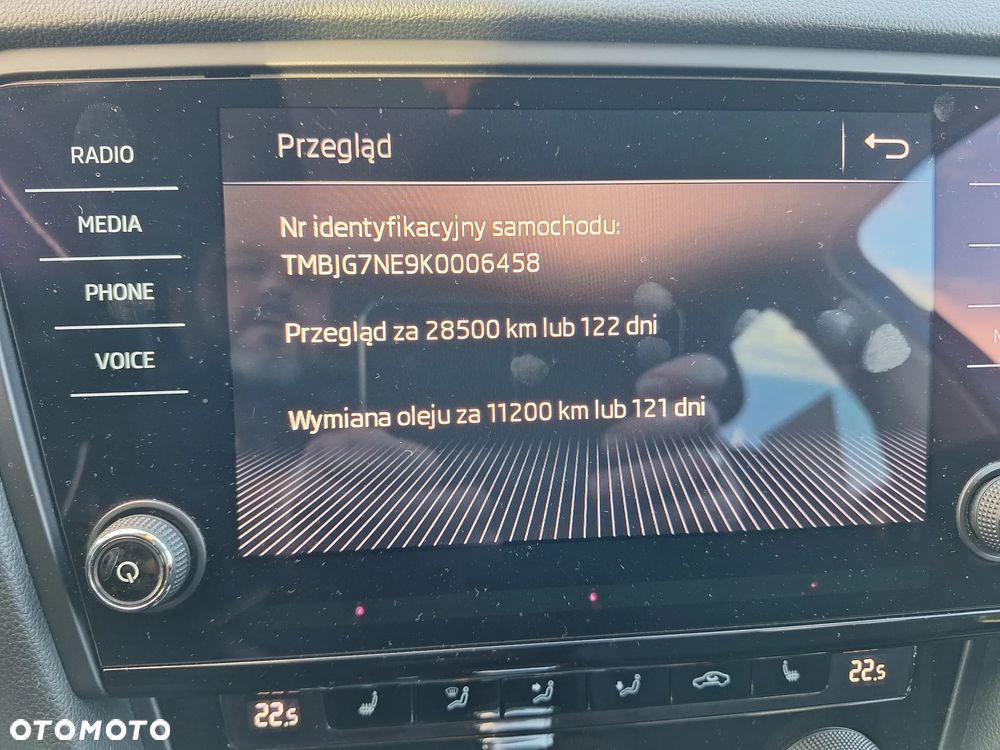 Przegląd
RADIO
MEDIA
PHONE
VOICE
Nr identyfikacyjny samochodu:
TMBJG7NE9K0006458
Przegląd za 28500 km lub 122 dni
Wymiana oleju za 11200 km lub 121 dni
22.5
22.5
OTOMOTO